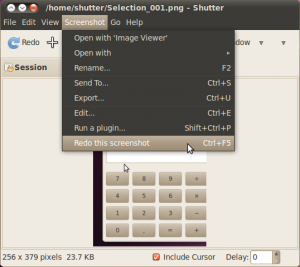 /home/shutter/Selection_001.png - Shutter
File Edit View Screenshot Go Help
Redo
Session
Open with 'Image Viewer'
Open with
Rename... F2
Send To... Ctrl+S
Export... Ctrl+U
Edit... Ctrl+E
Run a plugin... Shift+Ctrl+P
Redo this screenshot Ctrl+F5
7 8 9 ÷
4 5 6 ×
1 2 3 −
0 . = +
256 x 379 pixels 23.7 KB Include Cursor Delay: 0